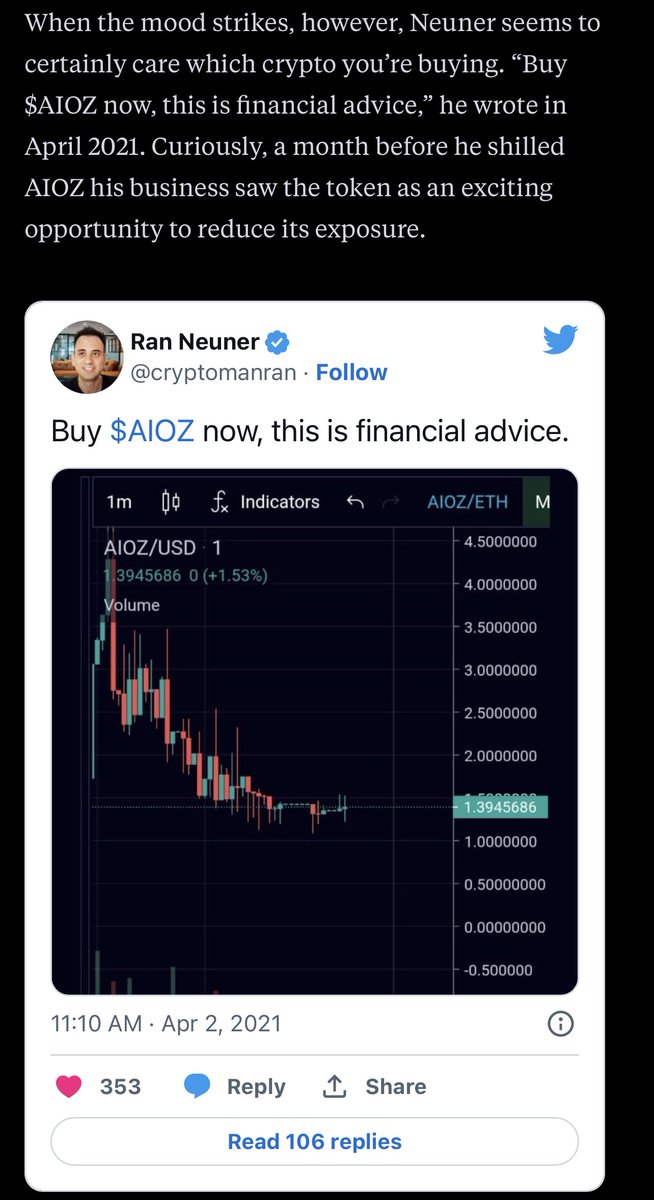 When the mood strikes, however, Neuner seems to
certainly care which crypto you’re buying. “Buy
$AIOZ now, this is financial advice,” he wrote in
April 2021. Curiously, a month before he shilled
AIOZ his business saw the token as an exciting
opportunity to reduce its exposure.
Ran Neuner
@cryptomanran · Follow
Buy $AIOZ now, this is financial advice.
1m fx Indicators AIOZ/ETH M
AIOZ/USD · 1
1.3945686 0 (+1.53%)
Volume
4.5000000
4.0000000
3.5000000
3.0000000
2.5000000
2.0000000
1.3945686
1.0000000
0.50000000
0.00000000
-0.500000
11:10 AM · Apr 2, 2021
353 Reply Share
Read 106 replies